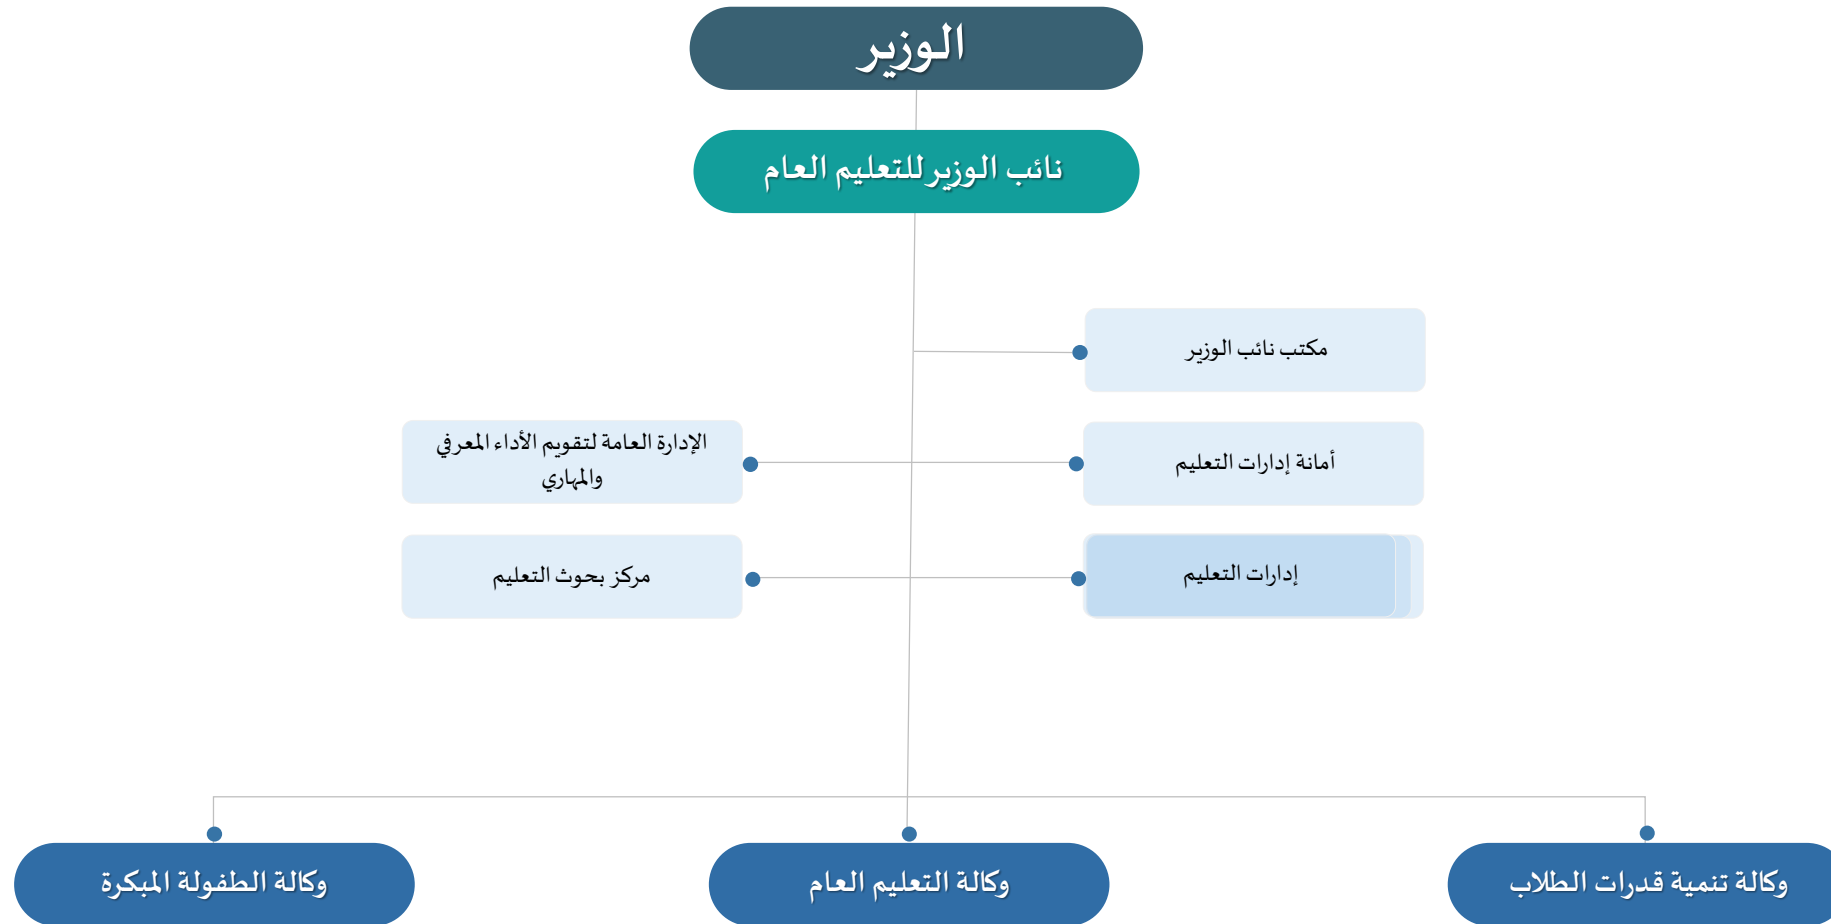 الوزير
نائب الوزير للتعليم العام
مكتب نائب الوزير
أمانة إدارات التعليم
الإدارة العامة لتقويم الأداء المعرفي
والمهاري
إدارات التعليم
مركز بحوث التعليم
وكالة تنمية قدرات الطلاب
وكالة التعليم العام
وكالة الطفولة المبكرة